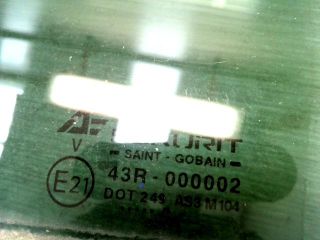 V
- SAINT - GOBAIN -
43R - 000002
E21
DOT 249 AS3 M104